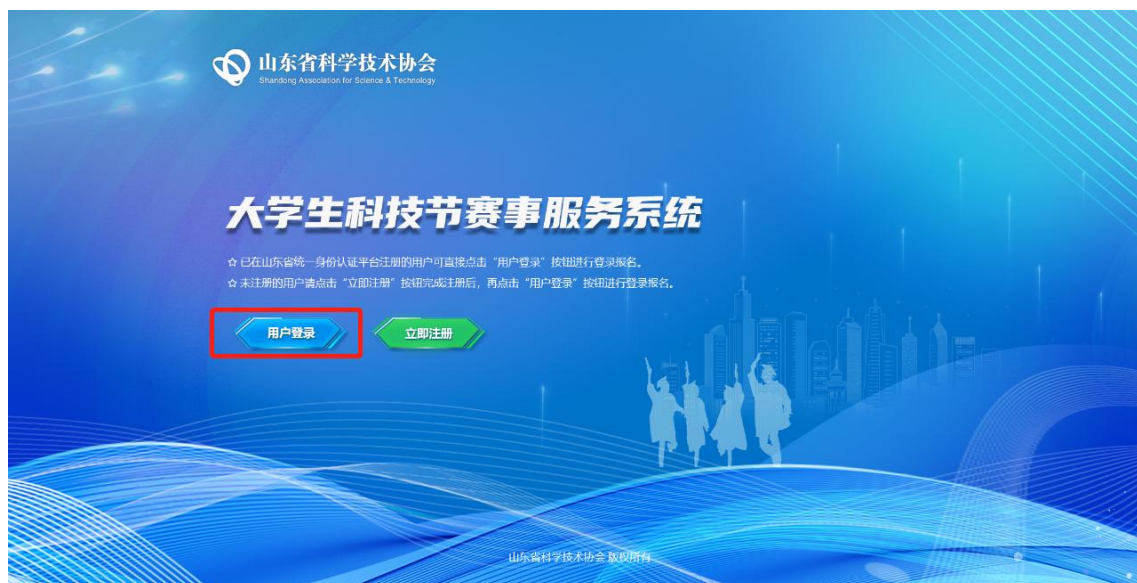 山东省科学技术协会
Shandong Association for Science & Technology
大学生科技节赛事服务系统
☆ 已在山东省统一身份认证平台注册的用户可直接点击“用户登录”按钮进行登录报名。
☆ 未注册的用户请点击“立即注册”按钮完成注册后，再点击“用户登录”按钮进行登录报名。
用户登录 立即注册
山东省科学技术协会 版权所有